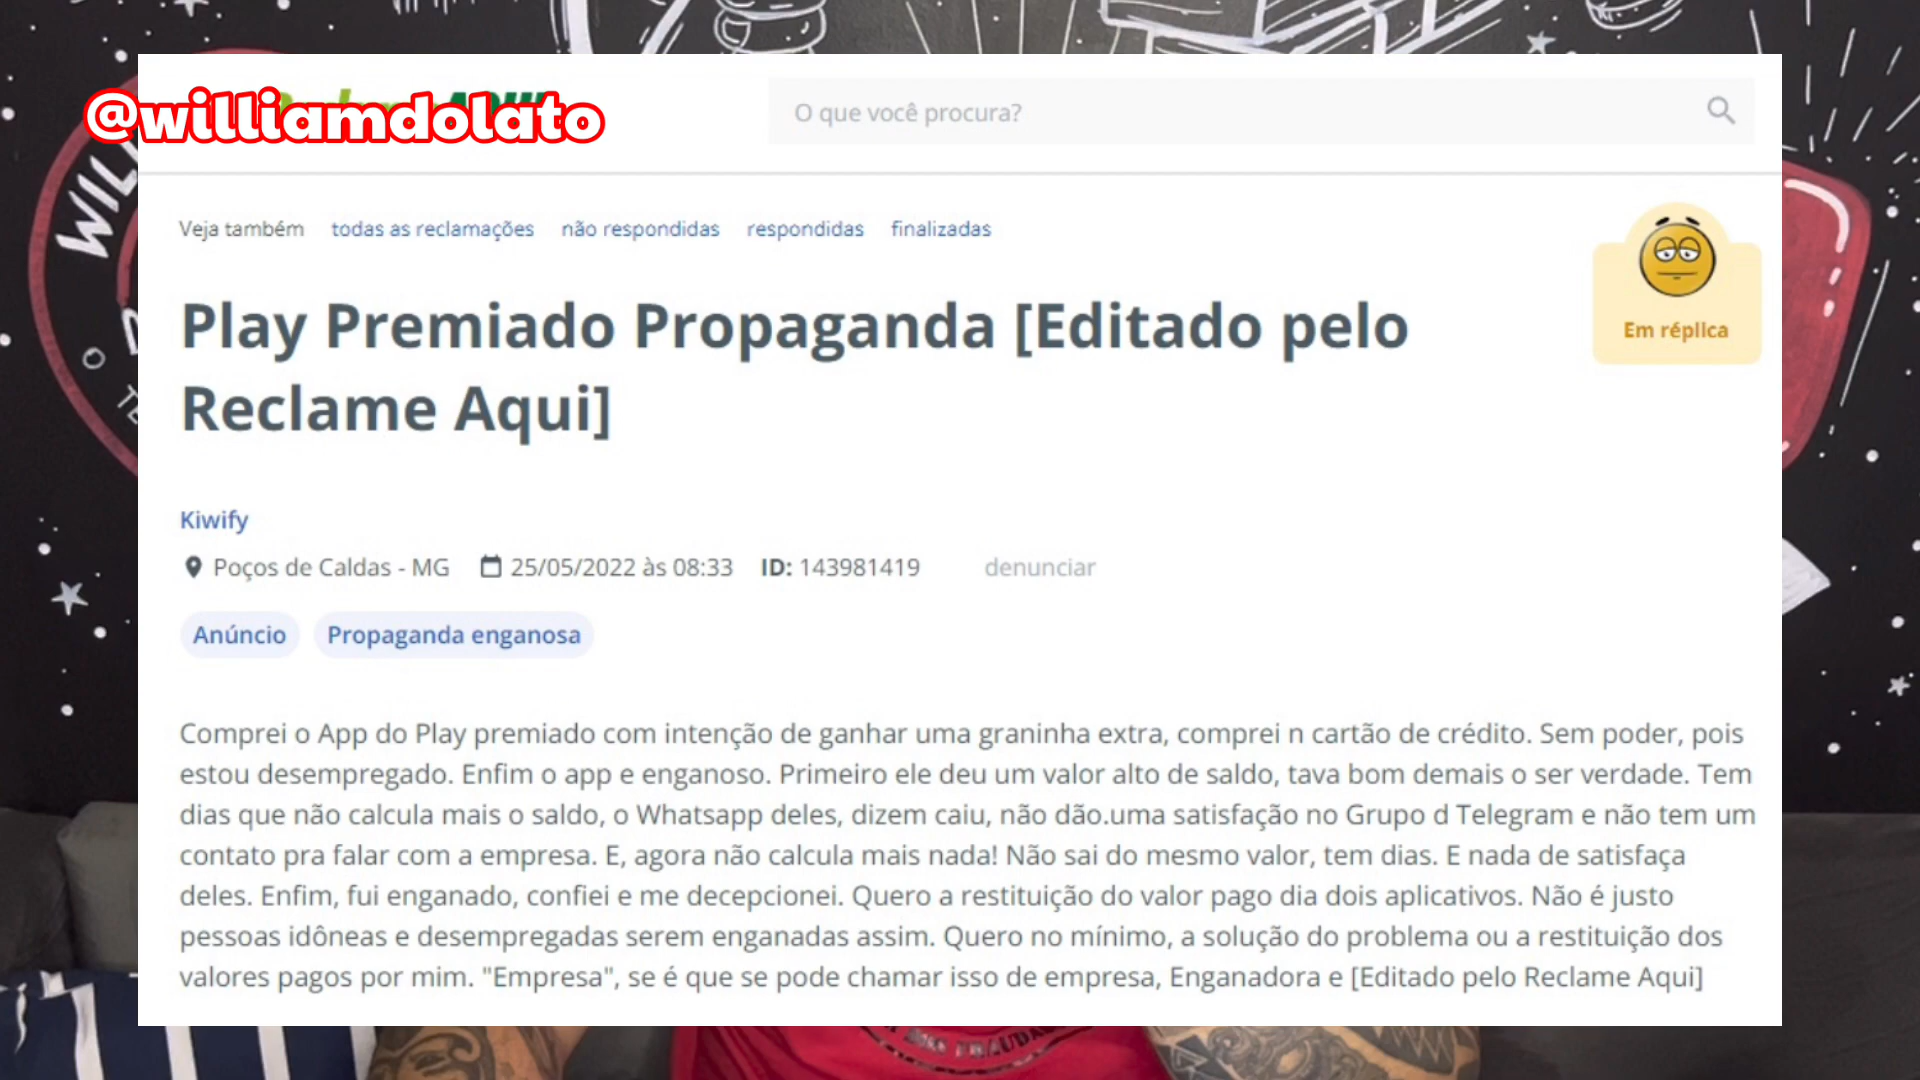 @williamdolato
O que você procura?
Veja também todas as reclamações não respondidas respondidas finalizadas
Em réplica
Play Premiado Propaganda [Editado pelo
Reclame Aqui]
Kiwify
Poços de Caldas - MG 25/05/2022 às 08:33 ID: 143981419 denunciar
Anúncio Propaganda enganosa
Comprei o App do Play premiado com intenção de ganhar uma graninha extra, comprei n cartão de crédito. Sem poder, pois
estou desempregado. Enfim o app e enganoso. Primeiro ele deu um valor alto de saldo, tava bom demais o ser verdade. Tem
dias que não calcula mais o saldo, o Whatsapp deles, dizem caiu, não dão.uma satisfação no Grupo d Telegram e não tem um
contato pra falar com a empresa. E, agora não calcula mais nada! Não sai do mesmo valor, tem dias. E nada de satisfaça
deles. Enfim, fui enganado, confiei e me decepcionei. Quero a restituição do valor pago dia dois aplicativos. Não é justo
pessoas idôneas e desempregadas serem enganadas assim. Quero no mínimo, a solução do problema ou a restituição dos
valores pagos por mim. "Empresa", se é que se pode chamar isso de empresa, Enganadora e [Editado pelo Reclame Aqui]